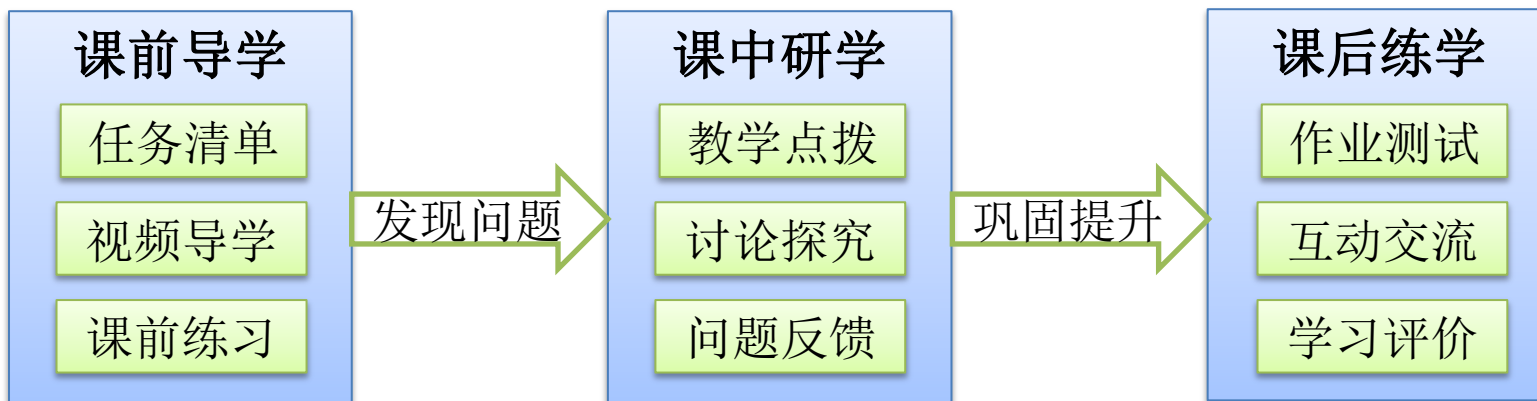 课前导学
任务清单
视频导学
课前练习
发现问题
课中研学
教学点拨
讨论探究
问题反馈
巩固提升
课后练学
作业测试
互动交流
学习评价